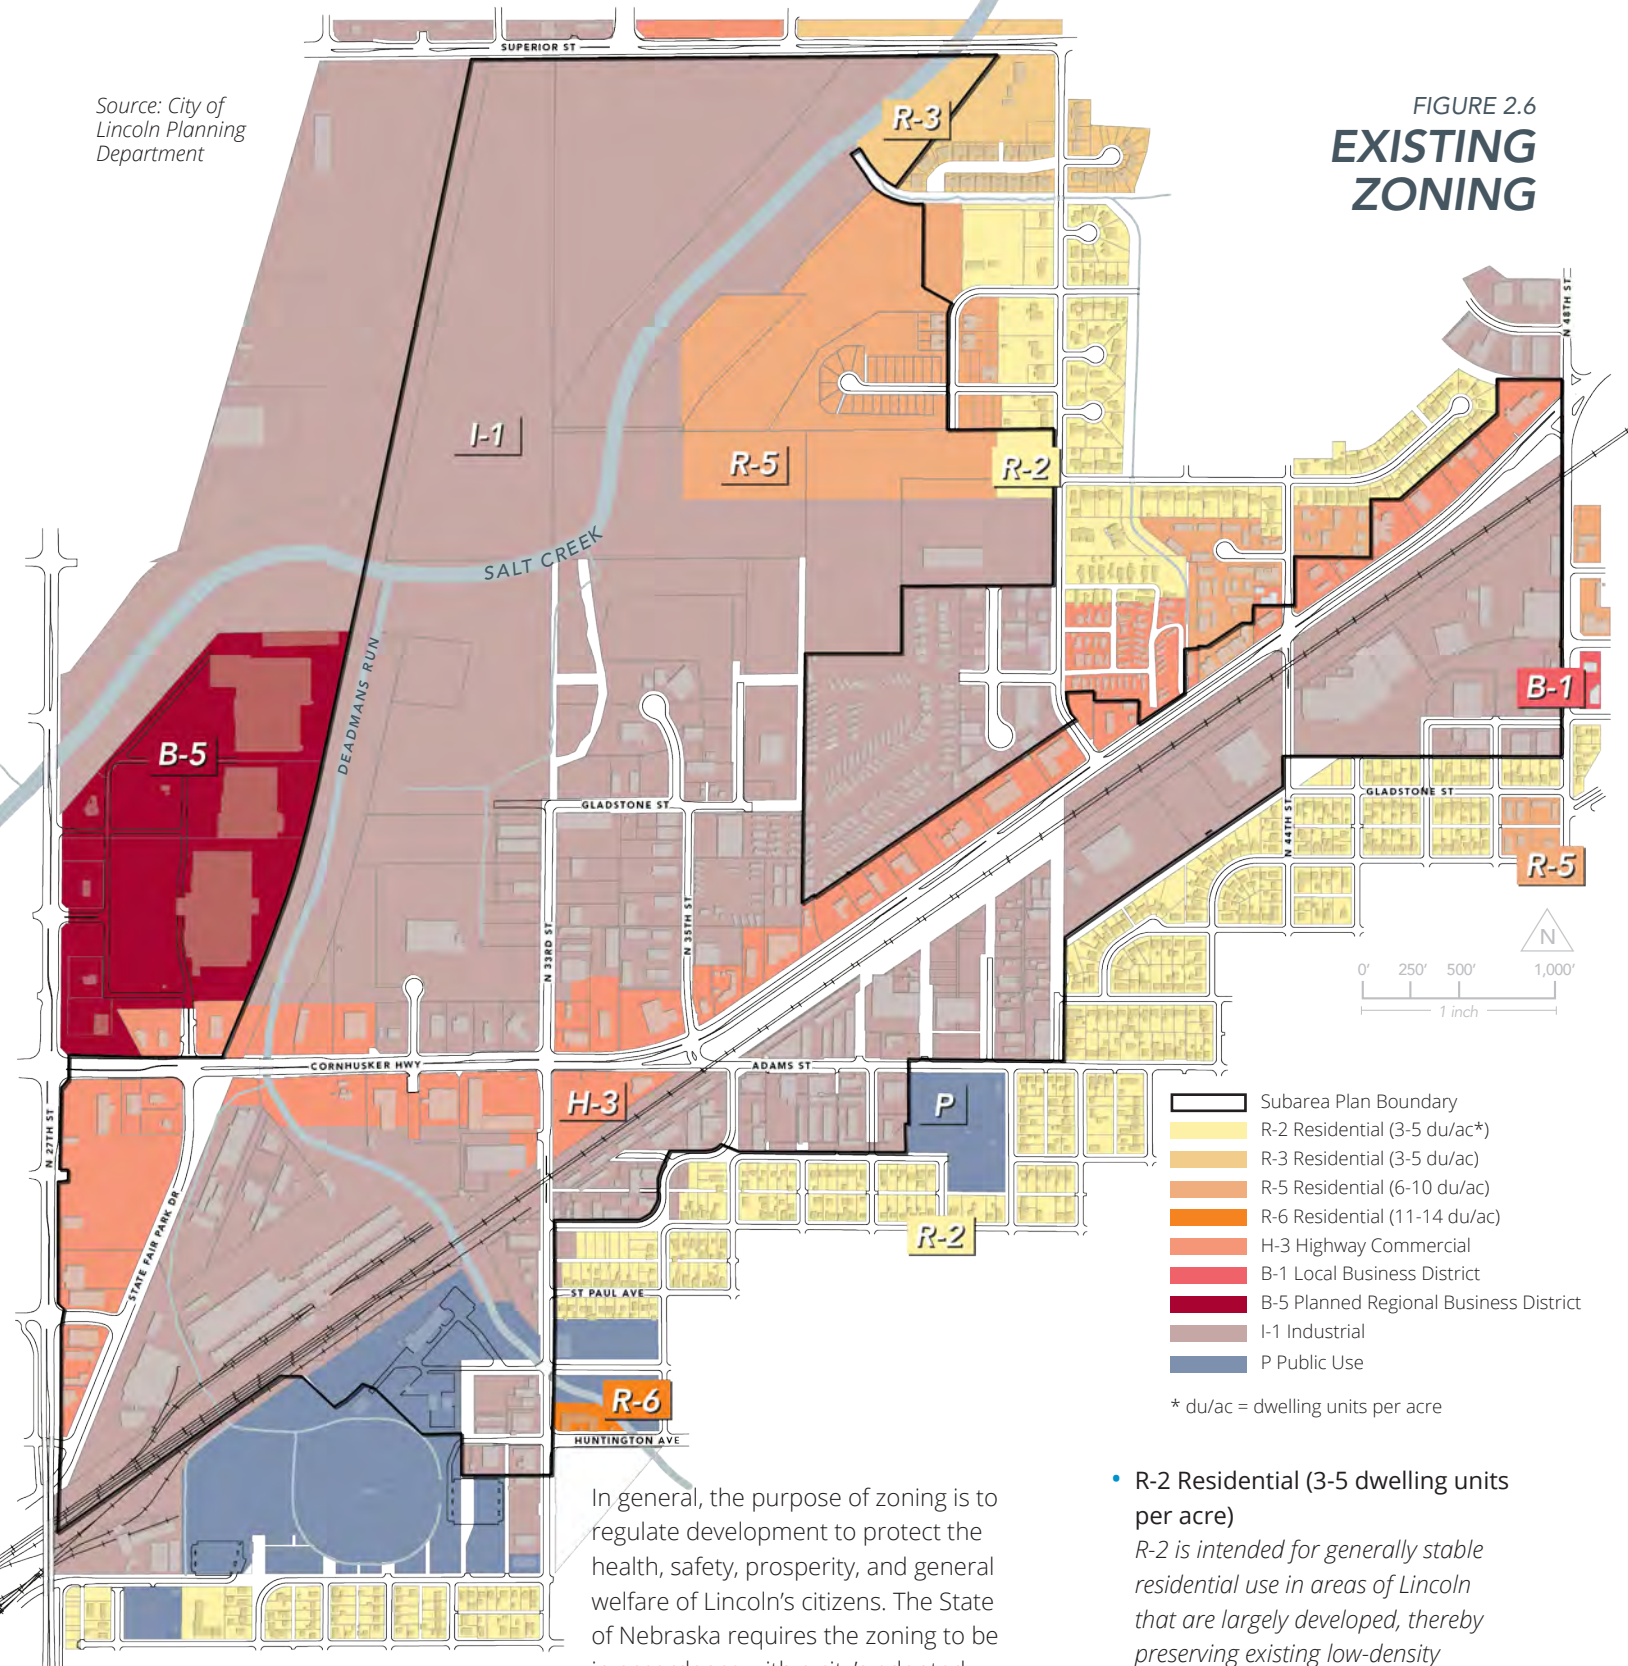 SUPERIOR ST
Source: City of
Lincoln Planning
Department
FIGURE 2.6
EXISTING
ZONING
R-3
N 48TH ST
I-1
R-5
R-2
SALT CREEK
DEADMANS RUN
B-5
B-1
GLADSTONE ST
GLADSTONE ST
N 44TH ST
R-5
N 33RD ST
N 35TH ST
N
0' 250' 500' 1,000'
1 inch
CORNHUSKER HWY
ADAMS ST
H-3
P
N 27TH ST
STATE FAIR PARK DR
R-2
ST PAUL AVE
R-6
HUNTINGTON AVE
Subarea Plan Boundary
R-2 Residential (3-5 du/ac*)
R-3 Residential (3-5 du/ac)
R-5 Residential (6-10 du/ac)
R-6 Residential (11-14 du/ac)
H-3 Highway Commercial
B-1 Local Business District
B-5 Planned Regional Business District
I-1 Industrial
P Public Use
* du/ac = dwelling units per acre
In general, the purpose of zoning is to
regulate development to protect the
health, safety, prosperity, and general
welfare of Lincoln's citizens. The State
of Nebraska requires the zoning to be
• R-2 Residential (3-5 dwelling units
per acre)
R-2 is intended for generally stable
residential use in areas of Lincoln
that are largely developed, thereby
preserving existing low-density